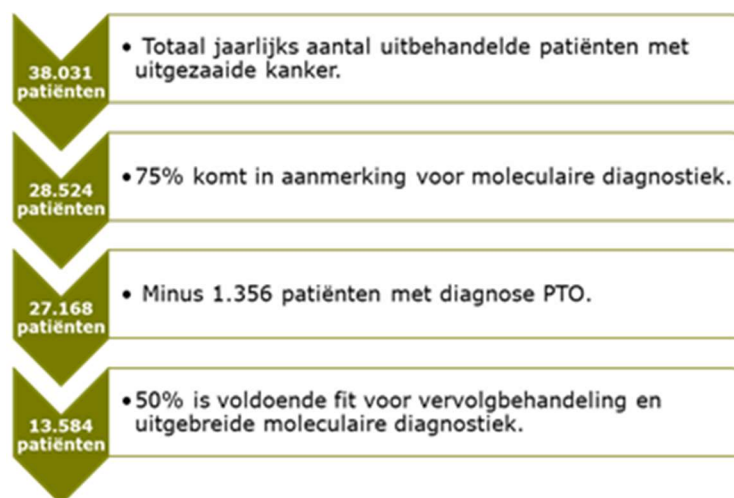 38.031
patiënten
• Totaal jaarlijks aantal uitbehandelde patiënten met
uitgezaaide kanker.
28.524
patiënten
• 75% komt in aanmerking voor moleculaire diagnostiek.
27.168
patiënten
• Minus 1.356 patiënten met diagnose PTO.
13.584
patiënten
• 50% is voldoende fit voor vervolgbehandeling en
uitgebreide moleculaire diagnostiek.